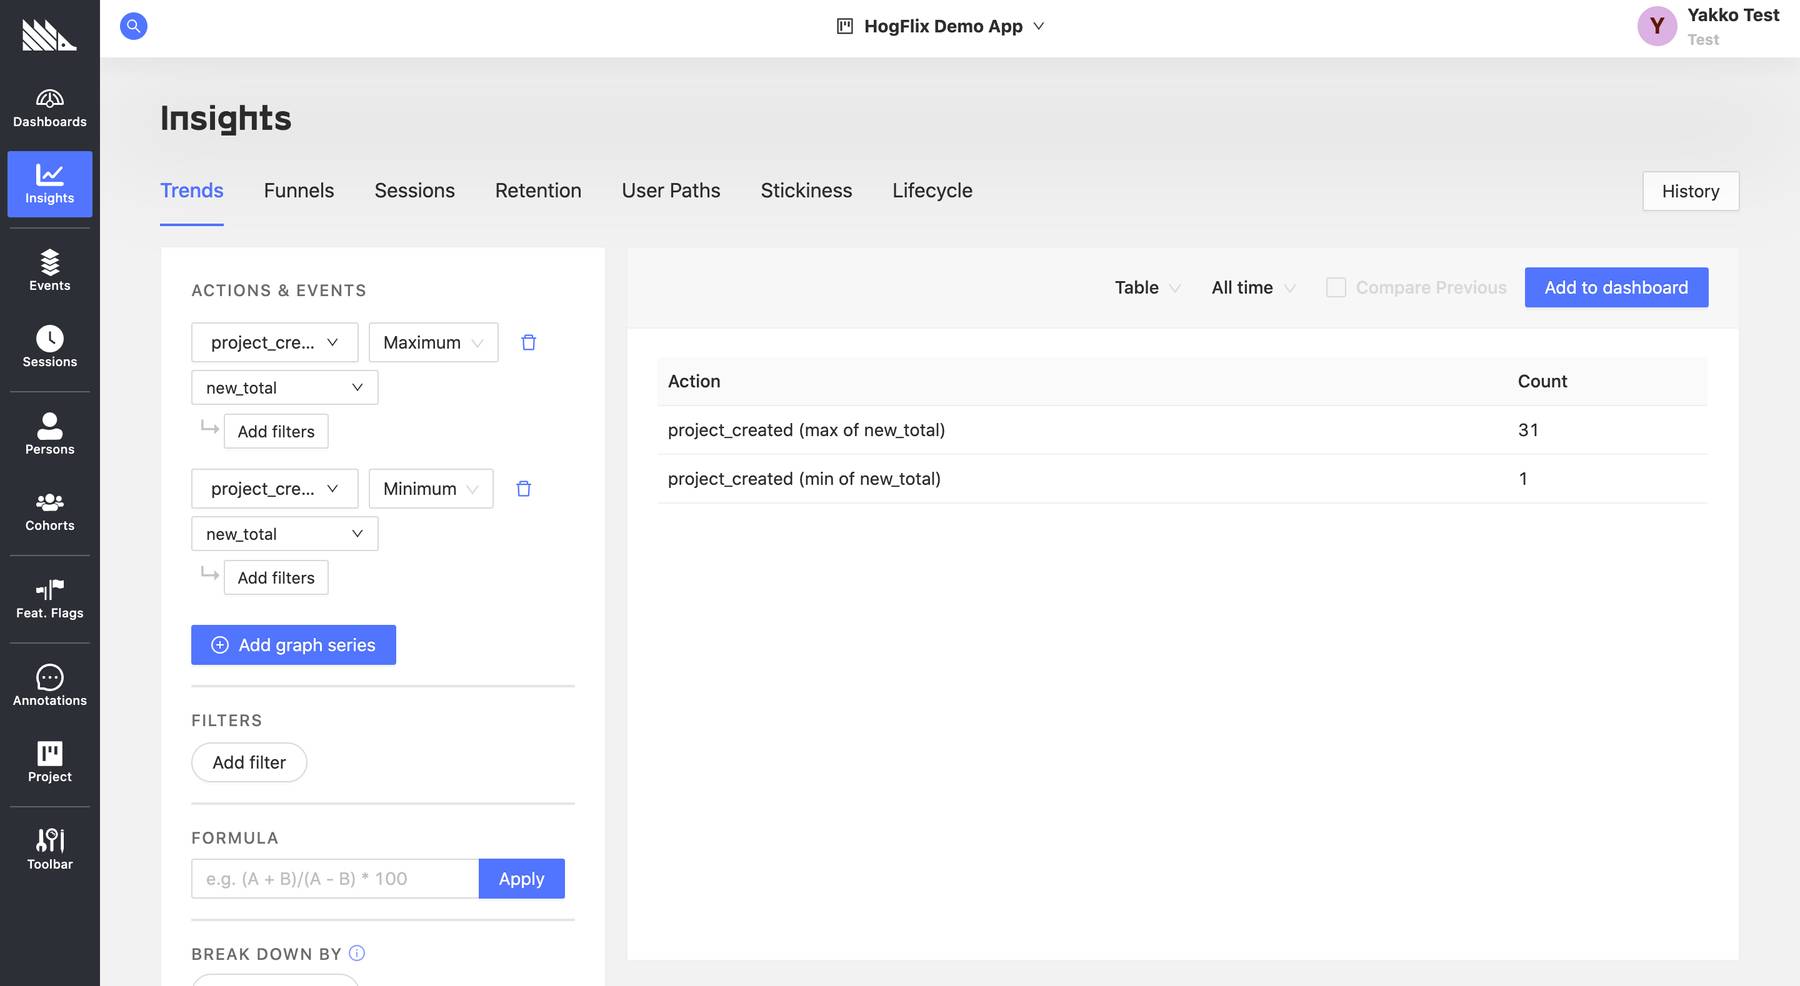 HogFlix Demo App
Y
Yakko Test
Test
Dashboards
Insights
Events
Sessions
Persons
Cohorts
Feat. Flags
Annotations
Project
Toolbar
Insights
Trends
Funnels
Sessions
Retention
User Paths
Stickiness
Lifecycle
History
ACTIONS & EVENTS
project_cre...
Maximum
new_total
Add filters
project_cre...
Minimum
new_total
Add filters
Add graph series
FILTERS
Add filter
FORMULA
e.g. (A + B)/(A - B) * 100
Apply
BREAK DOWN BY
Table
All time
Compare Previous
Add to dashboard
Action Count
project_created (max of new_total) 31
project_created (min of new_total) 1